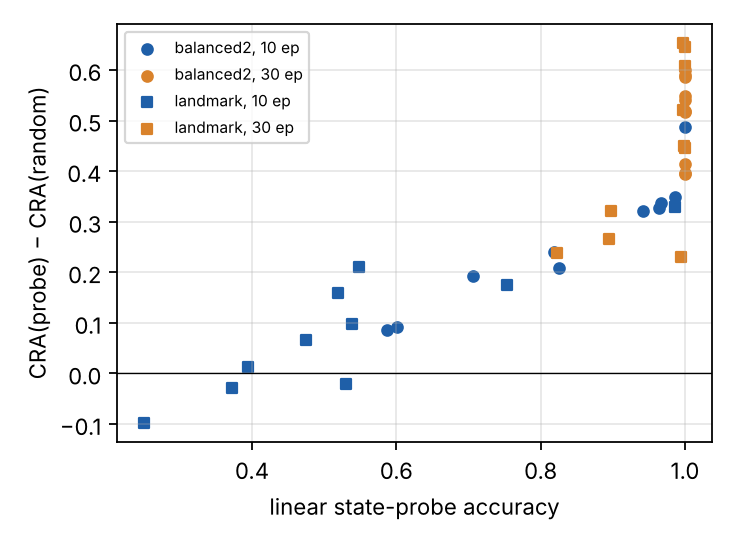 balanced2, 10 ep
balanced2, 30 ep
landmark, 10 ep
landmark, 30 ep
CRA(probe) − CRA(random)
0.6
0.5
0.4
0.3
0.2
0.1
0.0
−0.1
0.4 0.6 0.8 1.0
linear state-probe accuracy